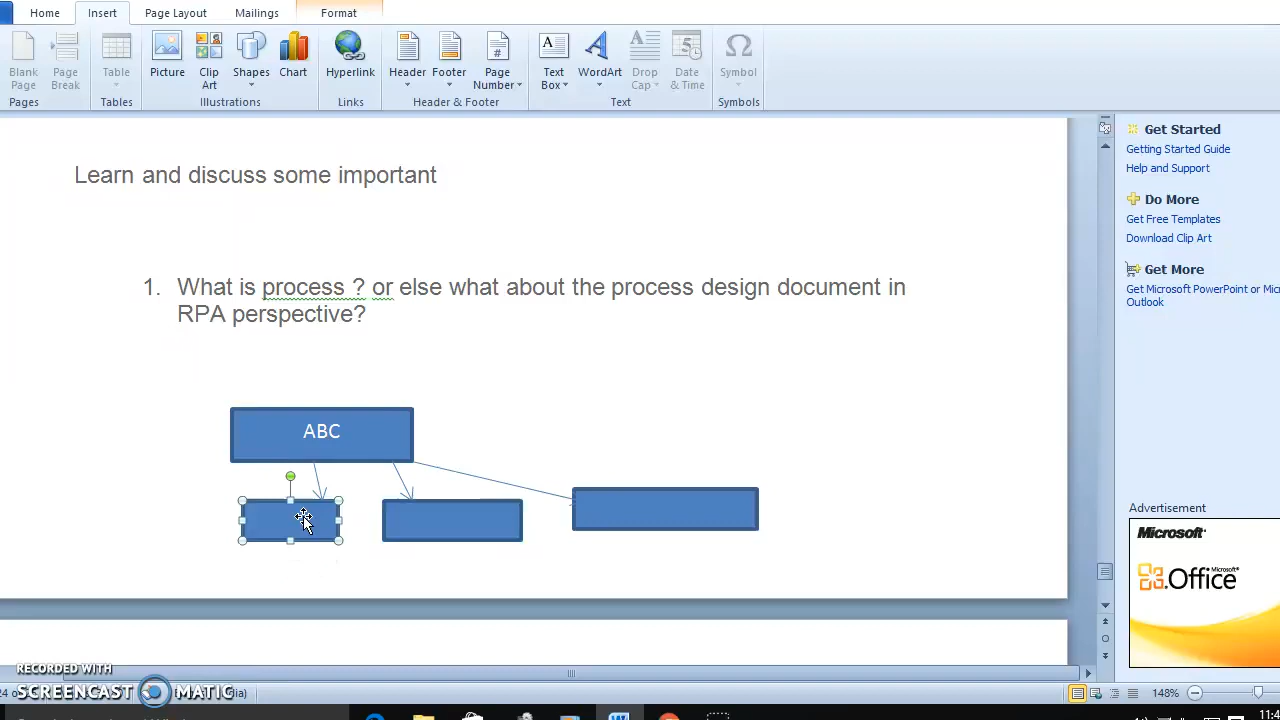 Home Insert Page Layout Mailings Format
Blank Page
Page Break
Table
Picture
Clip Art
Shapes
Chart
Hyperlink
Header
Footer
Page Number
Text Box
WordArt
Drop Cap
Date & Time
Symbol
Pages Tables Illustrations Links Header & Footer Text Symbols
Learn and discuss some important
1. What is process ? or else what about the process design document in
RPA perspective?
ABC
Get Started
Getting Started Guide
Help and Support
Do More
Get Free Templates
Download Clip Art
Get More
Get Microsoft PowerPoint or
Outlook
Advertisement
Microsoft
Office
RECORDED WITH
SCREENCAST MATIC
148%